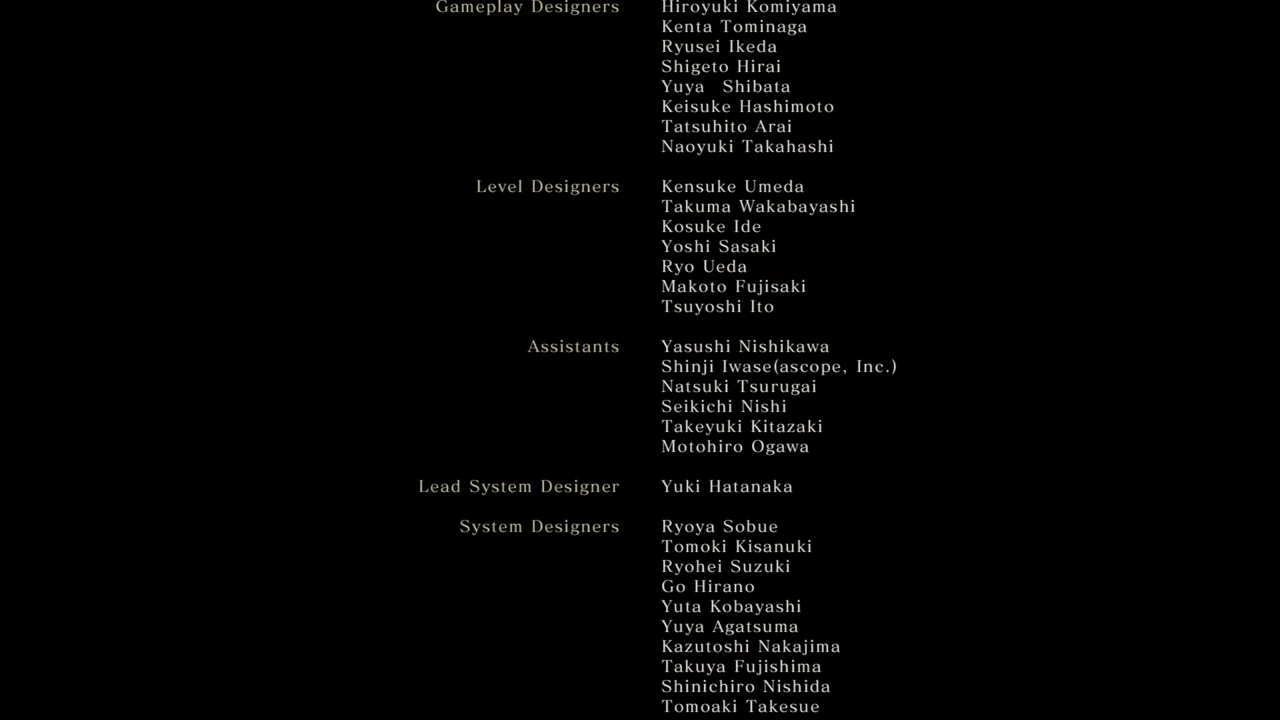 Gameplay Designers Hiroyuki Komiyama
Kenta Tominaga
Ryusei Ikeda
Shigeto Hirai
Yuya  Shibata
Keisuke Hashimoto
Tatsuhito Arai
Naoyuki Takahashi
Level Designers Kensuke Umeda
Takuma Wakabayashi
Kosuke Ide
Yoshi Sasaki
Ryo Ueda
Makoto Fujisaki
Tsuyoshi Ito
Assistants Yasushi Nishikawa
Shinji Iwase(ascope, Inc.)
Natsuki Tsurugai
Seikichi Nishi
Takeyuki Kitazaki
Motohiro Ogawa
Lead System Designer Yuki Hatanaka
System Designers Ryoya Sobue
Tomoki Kisanuki
Ryohei Suzuki
Go Hirano
Yuta Kobayashi
Yuya Agatsuma
Kazutoshi Nakajima
Takuya Fujishima
Shinichiro Nishida
Tomoaki Takesue